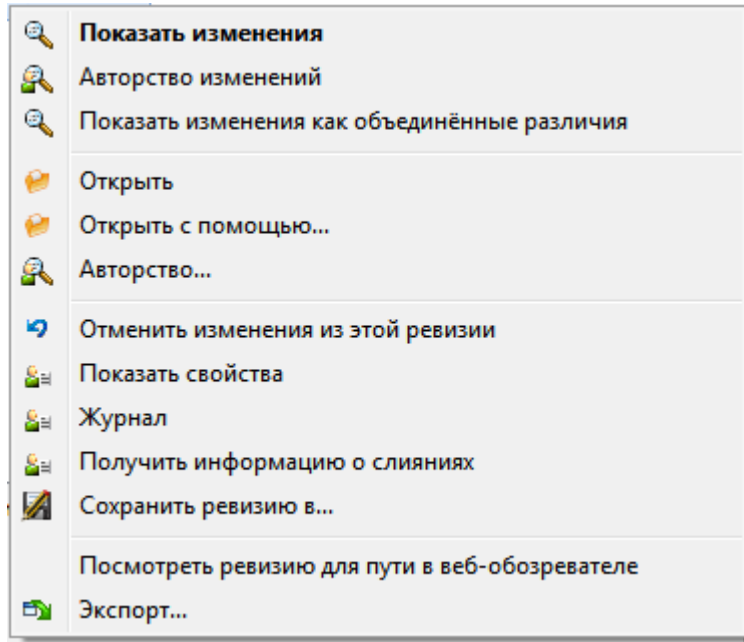 Показать изменения
Авторство изменений
Показать изменения как объединённые различия
Открыть
Открыть с помощью...
Авторство...
Отменить изменения из этой ревизии
Показать свойства
Журнал
Получить информацию о слияниях
Сохранить ревизию в...
Посмотреть ревизию для пути в веб-обозревателе
Экспорт...